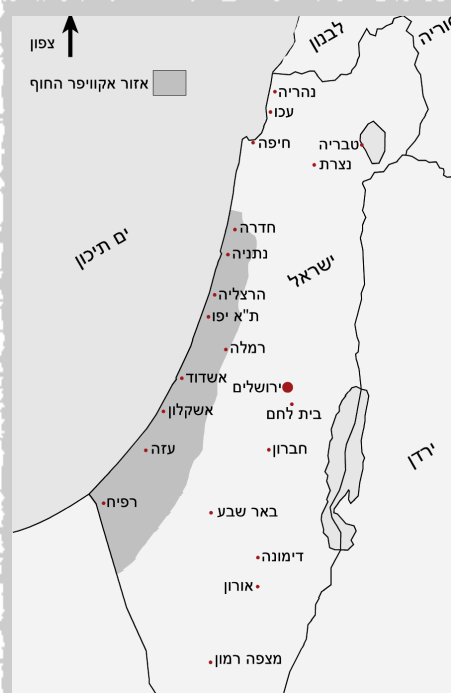 לבנון
סוריה
צפון
אזור אקוויפר החוף
נהריה
עכו
חיפה
טבריה
נצרת
ים תיכון
חדרה
נתניה
ישראל
הרצליה
ת"א יפו
רמלה
אשדוד
ירושלים
אשקלון
בית לחם
עזה
חברון
ירדן
רפיח
באר שבע
דימונה
אורון
מצפה רמון